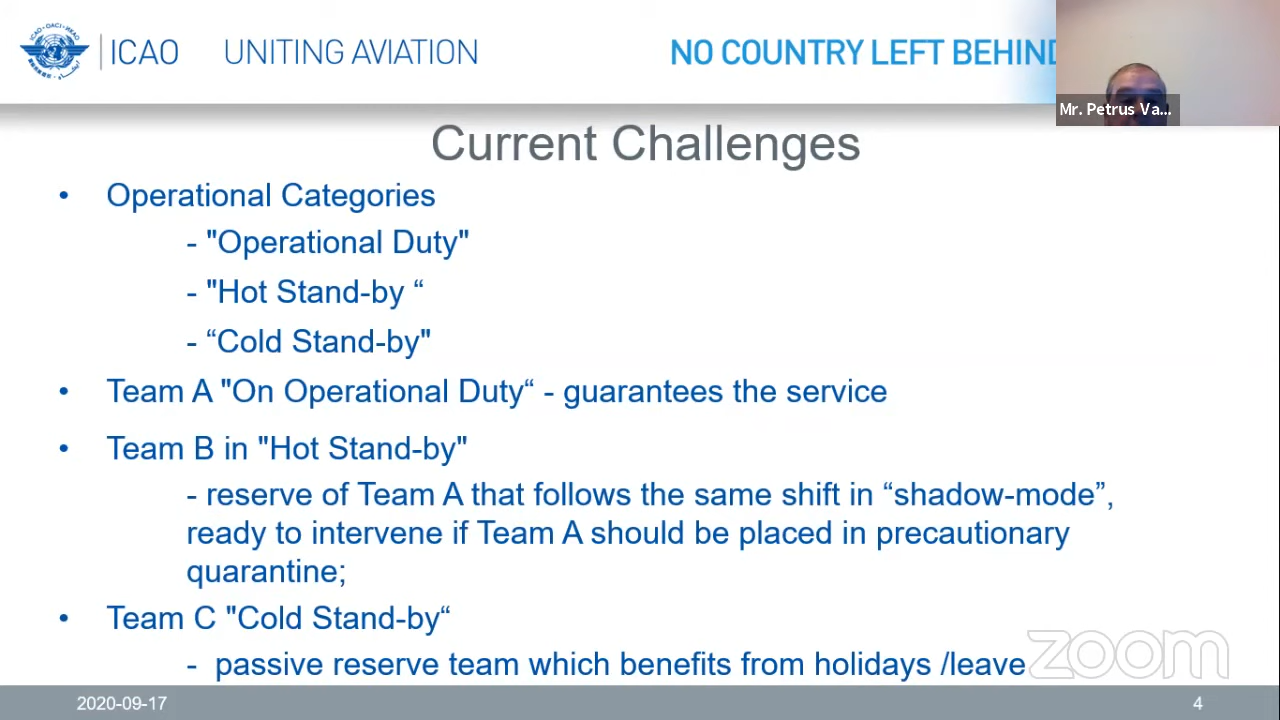 ICAO UNITING AVIATION NO COUNTRY LEFT BEHIND
Mr. Petrus Va...
Current Challenges
• Operational Categories
- "Operational Duty"
- "Hot Stand-by “
- “Cold Stand-by"
• Team A "On Operational Duty“ - guarantees the service
• Team B in "Hot Stand-by"
- reserve of Team A that follows the same shift in “shadow-mode”,
ready to intervene if Team A should be placed in precautionary
quarantine;
• Team C "Cold Stand-by“
- passive reserve team which benefits from holidays /leave
zoom
2020-09-17
4